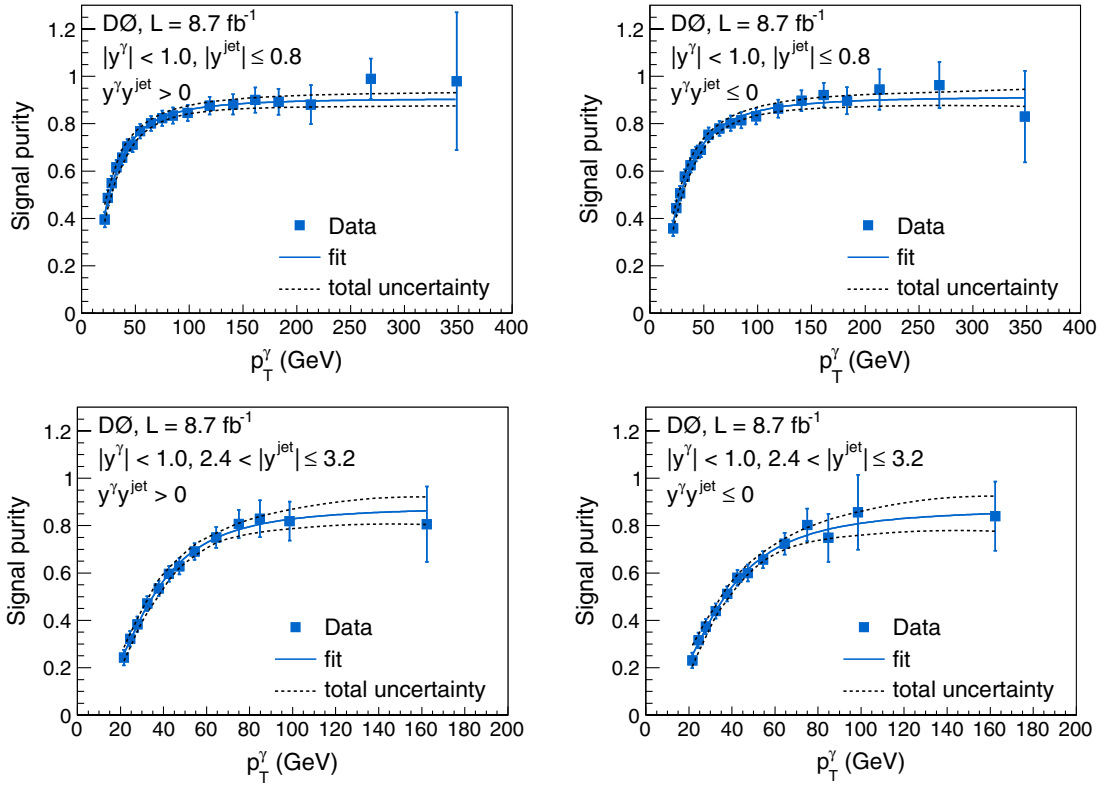 DØ, L = 8.7 fb⁻¹
|y^γ| < 1.0, |y^jet| ≤ 0.8
y^γ y^jet > 0
Signal purity
1.2
1
0.8
0.6
0.4
0.2
0
Data
fit
total uncertainty
0 50 100 150 200 250 300 350 400
p_T^γ (GeV)
DØ, L = 8.7 fb⁻¹
|y^γ| < 1.0, |y^jet| ≤ 0.8
y^γ y^jet ≤ 0
Signal purity
1.2
1
0.8
0.6
0.4
0.2
0
Data
fit
total uncertainty
0 50 100 150 200 250 300 350 400
p_T^γ (GeV)
DØ, L = 8.7 fb⁻¹
|y^γ| < 1.0, 2.4 < |y^jet| ≤ 3.2
y^γ y^jet > 0
Signal purity
1.2
1
0.8
0.6
0.4
0.2
0
Data
fit
total uncertainty
0 20 40 60 80 100 120 140 160 180 200
p_T^γ (GeV)
DØ, L = 8.7 fb⁻¹
|y^γ| < 1.0, 2.4 < |y^jet| ≤ 3.2
y^γ y^jet ≤ 0
Signal purity
1.2
1
0.8
0.6
0.4
0.2
0
Data
fit
total uncertainty
0 20 40 60 80 100 120 140 160 180 200
p_T^γ (GeV)